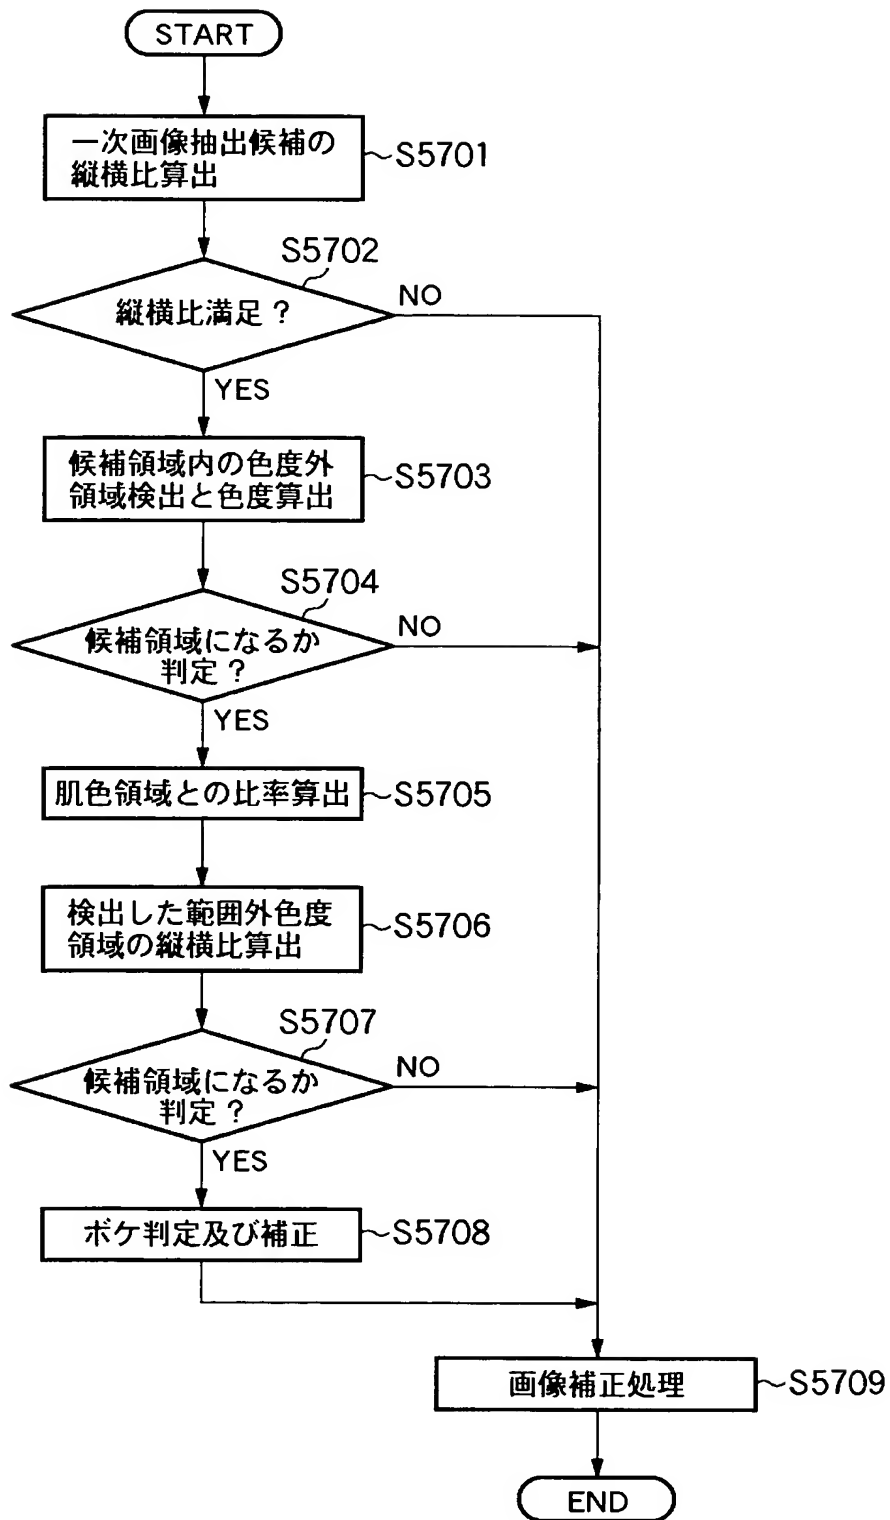 START
一次画像抽出候補の
縦横比算出
S5701
S5702
縦横比満足?
NO
YES
候補領域内の色度外
領域検出と色度算出
S5703
S5704
候補領域になるか
判定?
NO
YES
肌色領域との比率算出
S5705
検出した範囲外色度
領域の縦横比算出
S5706
S5707
候補領域になるか
判定?
NO
YES
ボケ判定及び補正
S5708
画像補正処理
S5709
END